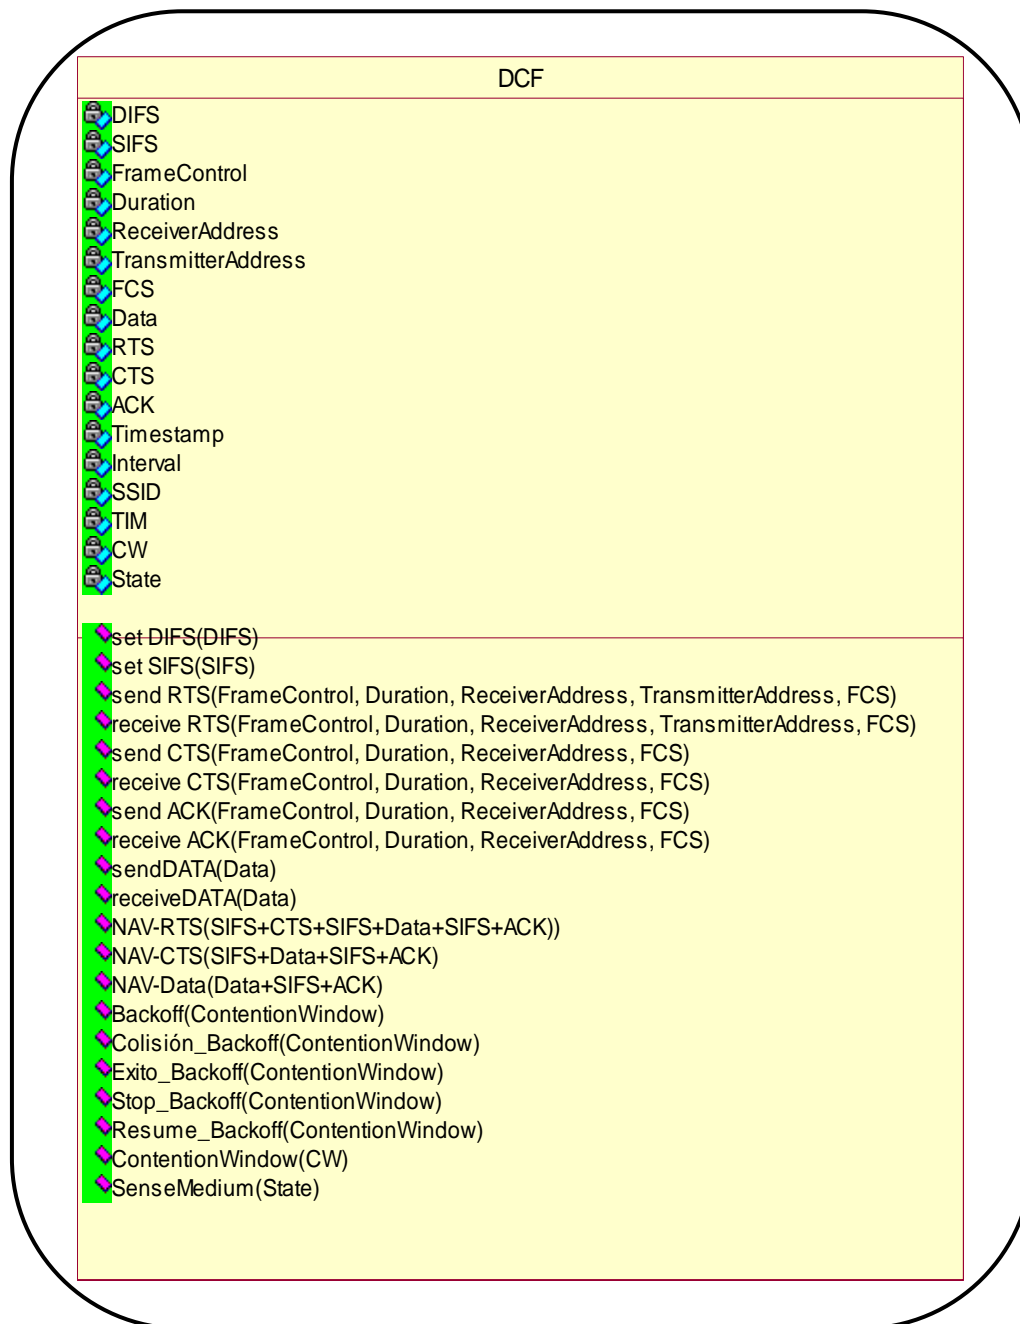 DCF
DIFS
SIFS
FrameControl
Duration
ReceiverAddress
TransmitterAddress
FCS
Data
RTS
CTS
ACK
Timestamp
Interval
SSID
TIM
CW
State
set DIFS(DIFS)
set SIFS(SIFS)
send RTS(FrameControl, Duration, ReceiverAddress, TransmitterAddress, FCS)
receive RTS(FrameControl, Duration, ReceiverAddress, TransmitterAddress, FCS)
send CTS(FrameControl, Duration, ReceiverAddress, FCS)
receive CTS(FrameControl, Duration, ReceiverAddress, FCS)
send ACK(FrameControl, Duration, ReceiverAddress, FCS)
receive ACK(FrameControl, Duration, ReceiverAddress, FCS)
sendDATA(Data)
receiveDATA(Data)
NAV-RTS(SIFS+CTS+SIFS+Data+SIFS+ACK))
NAV-CTS(SIFS+Data+SIFS+ACK)
NAV-Data(Data+SIFS+ACK)
Backoff(ContentionWindow)
Colisión_Backoff(ContentionWindow)
Exito_Backoff(ContentionWindow)
Stop_Backoff(ContentionWindow)
Resume_Backoff(ContentionWindow)
ContentionWindow(CW)
SenseMedium(State)